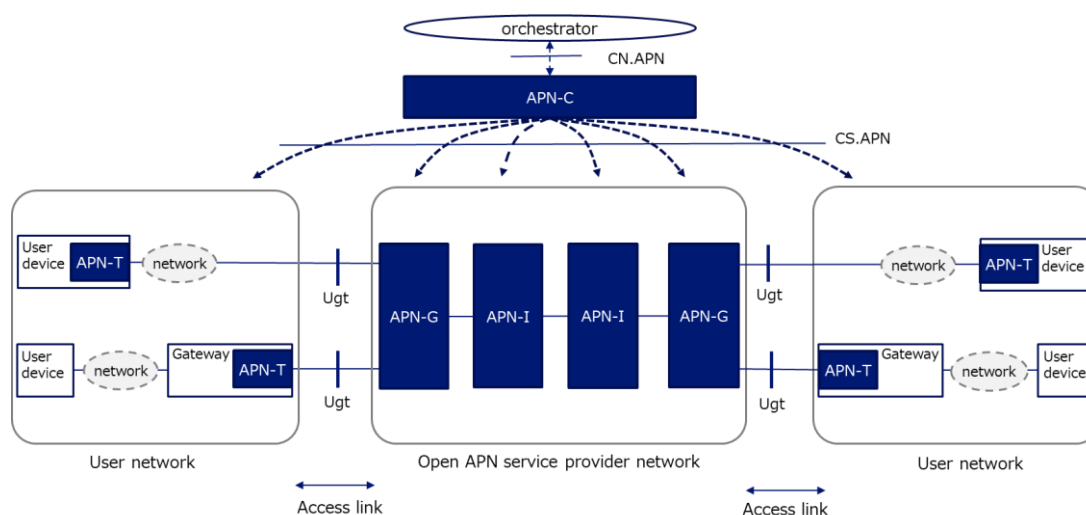 orchestrator
CN.APN
APN-C
CS.APN
User
device
APN-T
network
Ugt
APN-G
APN-I
APN-I
APN-G
Ugt
network
APN-T
User
device
User
device
network
Gateway
APN-T
Ugt
Ugt
APN-T
Gateway
network
User
device
User network
Open APN service provider network
User network
Access link
Access link